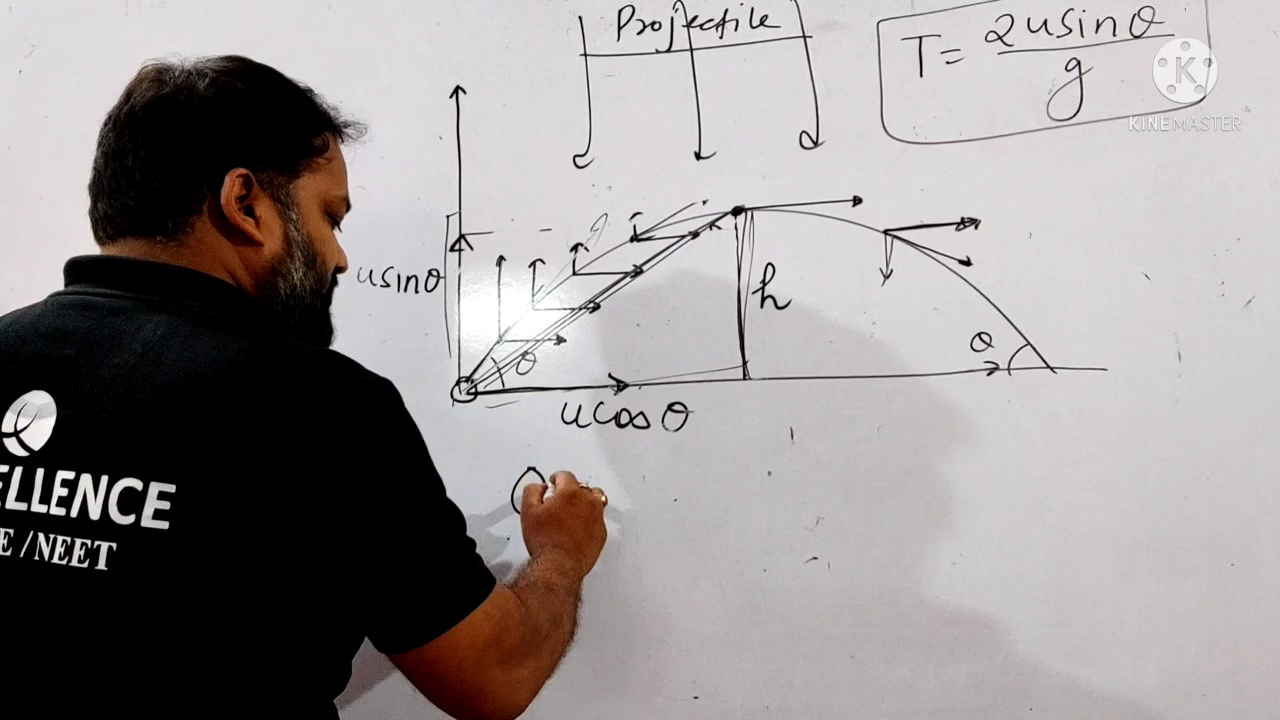 Projectile
T= 2usinθ
g
KINEMASTER
usinθ
h
θ
θ
ucosθ
ELLENCE
E / NEET